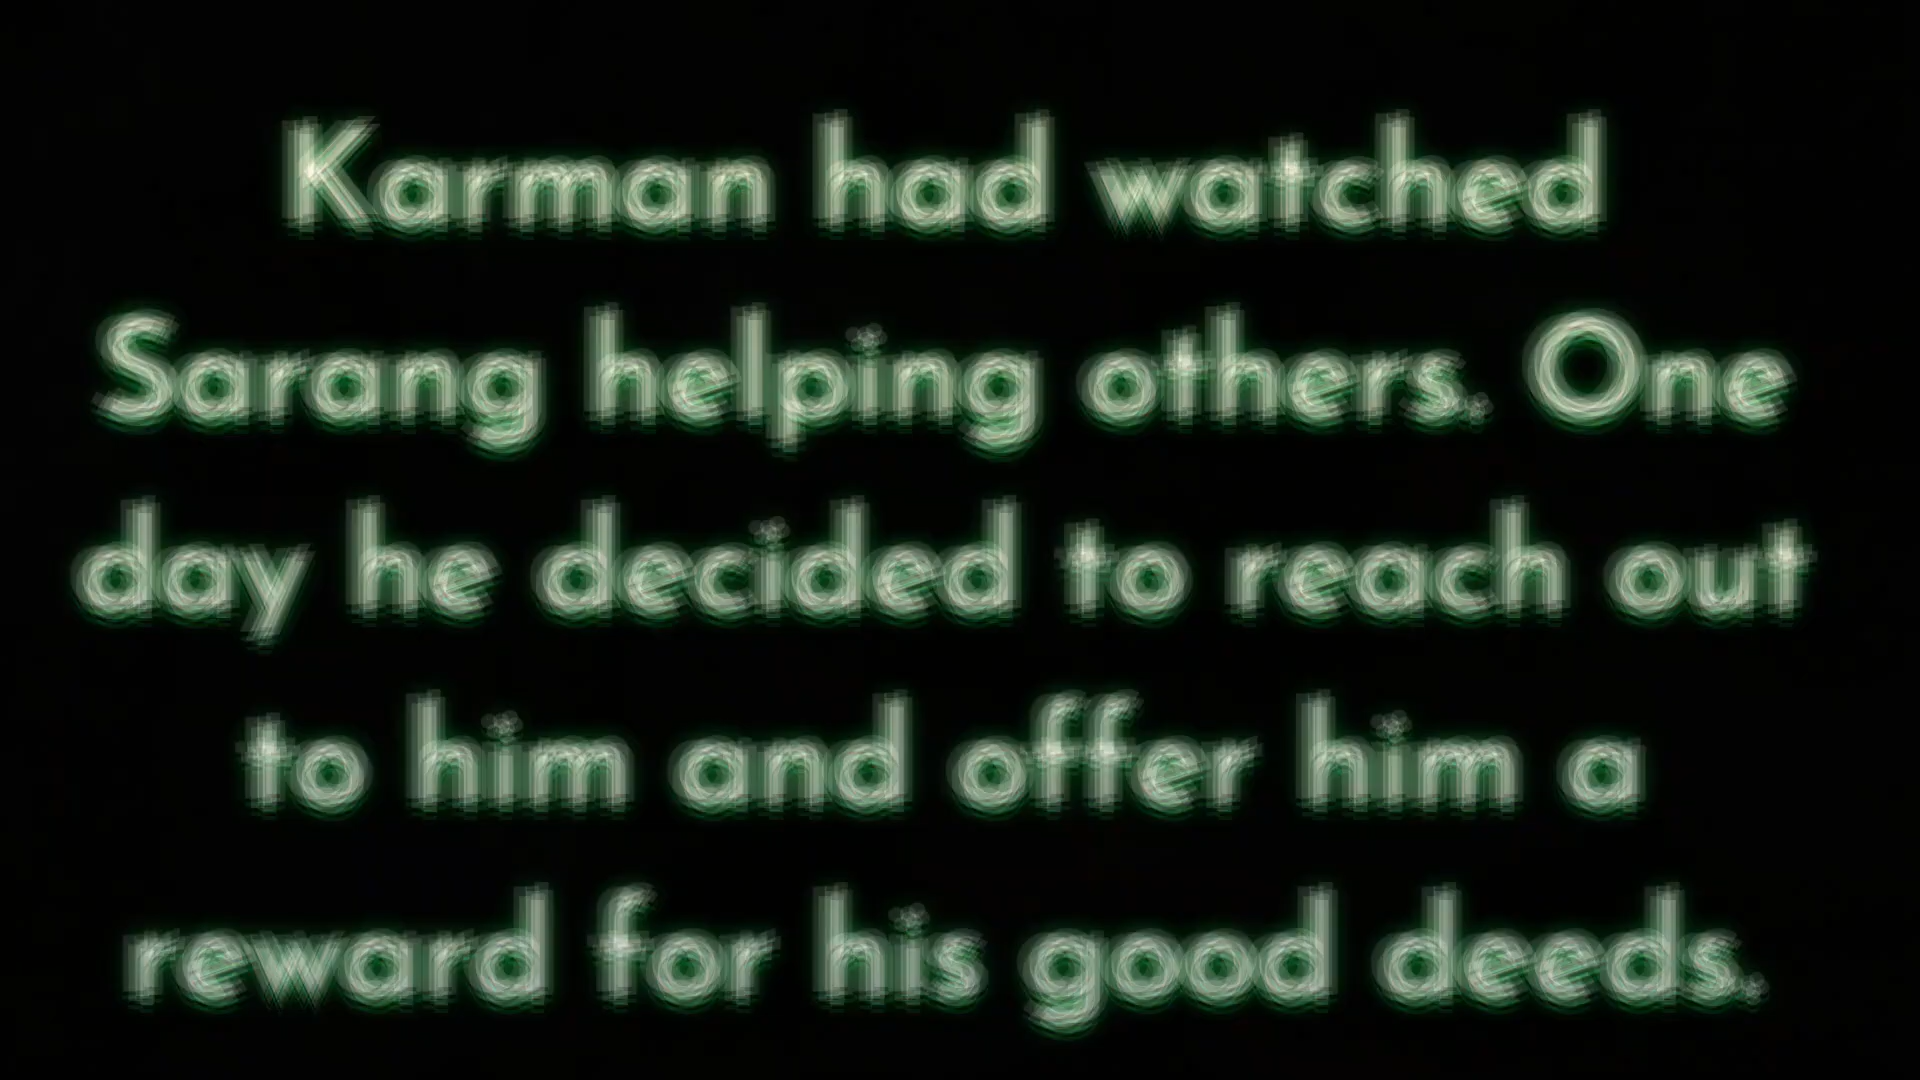 Karman had watched
Sarang helping others. One
day he decided to reach out
to him and offer him a
reward for his good deeds.